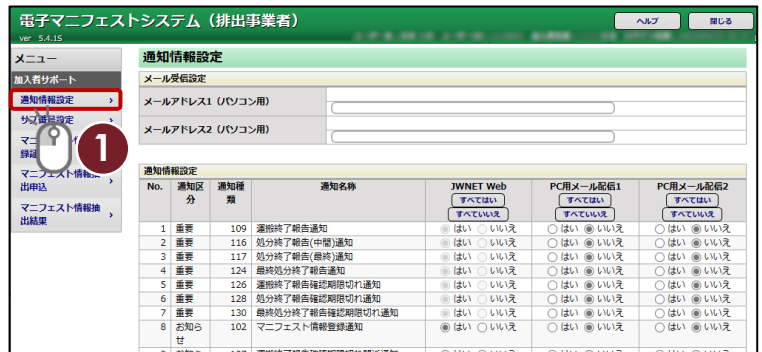 電子マニフェストシステム（排出事業者）
ver 5.4.1S
ヘルプ
閉じる
メニュー
加入者サポート
通知情報設定
サブ番号設定
マニ
録証
マニフェスト情報抽
出申込
マニフェスト情報抽
出結果
1
通知情報設定
メール受信設定
メールアドレス1（パソコン用）
メールアドレス2（パソコン用）
通知情報設定
No. 通知区分 通知種類 通知名称 JWNET Web すべてはい すべていいえ PC用メール配信1 すべてはい すべていいえ PC用メール配信2 すべてはい すべていいえ
1 重要 109 運搬終了報告通知 はい いいえ はい いいえ はい いいえ
2 重要 116 処分終了報告(中間)通知 はい いいえ はい いいえ はい いいえ
3 重要 117 処分終了報告(最終)通知 はい いいえ はい いいえ はい いいえ
4 重要 124 最終処分終了報告通知 はい いいえ はい いいえ はい いいえ
5 重要 126 運搬終了報告確認期限切れ通知 はい いいえ はい いいえ はい いいえ
6 重要 128 処分終了報告確認期限切れ通知 はい いいえ はい いいえ はい いいえ
7 重要 130 最終処分終了報告確認期限切れ通知 はい いいえ はい いいえ はい いいえ
8 お知らせ 102 マニフェスト情報登録通知 はい いいえ はい いいえ はい いいえ